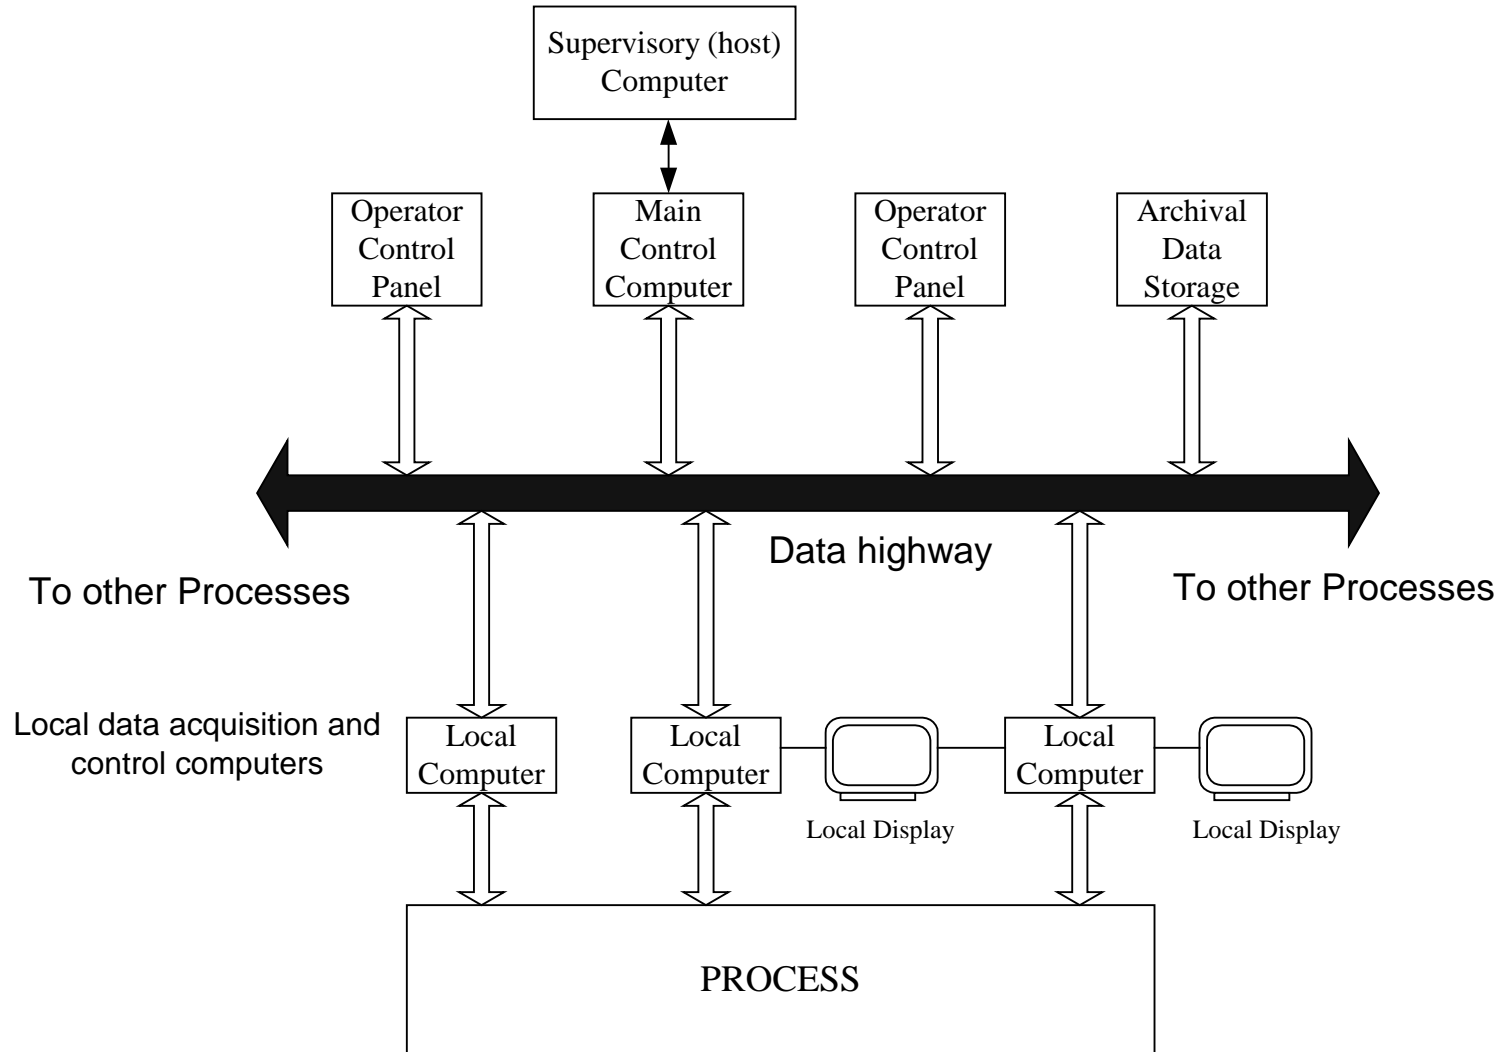 Supervisory (host)
Computer
Operator
Control
Panel
Main
Control
Computer
Operator
Control
Panel
Archival
Data
Storage
Data highway
To other Processes
To other Processes
Local data acquisition and
control computers
Local
Computer
Local
Computer
Local
Computer
Local Display
Local Display
PROCESS